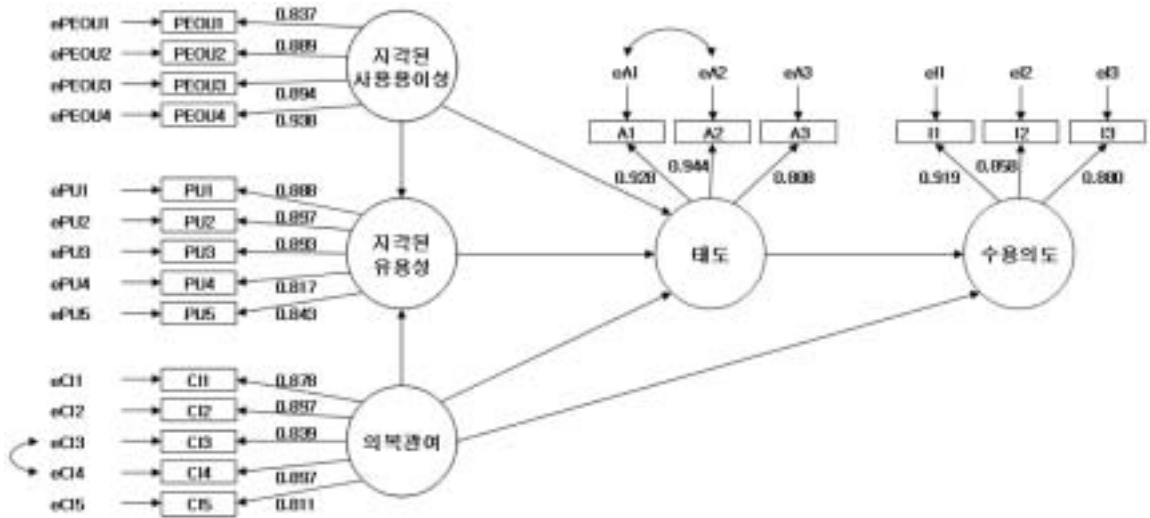 ePEOU1 PEOU1 0.837
ePEOU2 PEOU2 0.889
ePEOU3 PEOU3 0.894
ePEOU4 PEOU4 0.938
지각된
사용용이성
ePU1 PU1 0.888
ePU2 PU2 0.897
ePU3 PU3 0.893
ePU4 PU4 0.817
ePU5 PU5 0.843
지각된
유용성
eCI1 CI1 0.878
eCI2 CI2 0.897
eCI3 CI3 0.839
eCI4 CI4 0.897
eCI5 CI5 0.811
의복관여
eA1 eA2 eA3
A1 A2 A3
0.928 0.944 0.808
태도
eI1 eI2 eI3
I1 I2 I3
0.919 0.858 0.880
수용의도